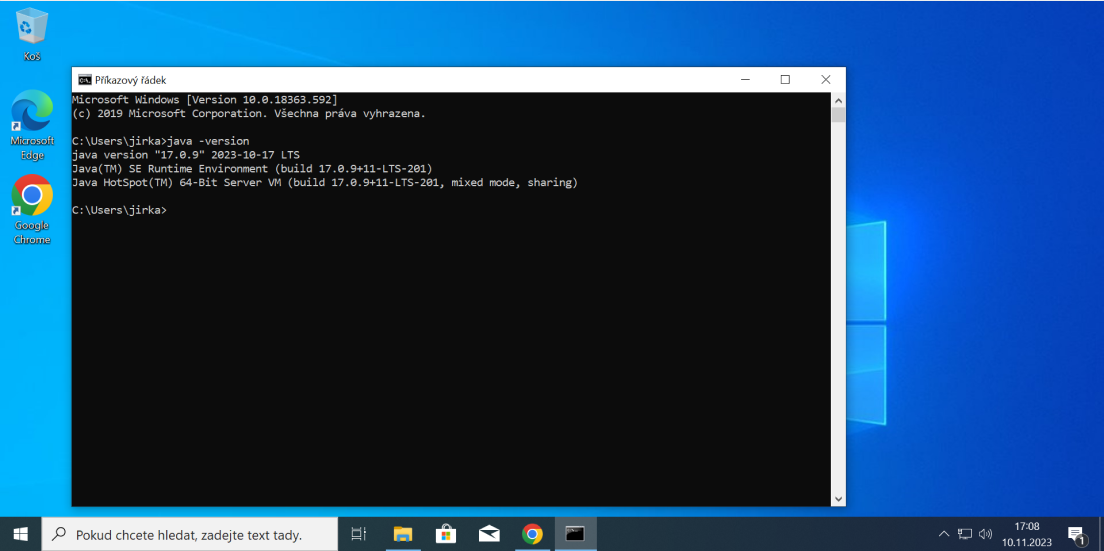 Koš
Microsoft
Edge
Google
Chrome
Příkazový řádek
Microsoft Windows [Version 10.0.18363.592]
(c) 2019 Microsoft Corporation. Všechna práva vyhrazena.
C:\Users\jirka>java -version
java version "17.0.9" 2023-10-17 LTS
Java(TM) SE Runtime Environment (build 17.0.9+11-LTS-201)
Java HotSpot(TM) 64-Bit Server VM (build 17.0.9+11-LTS-201, mixed mode, sharing)
C:\Users\jirka>
Pokud chcete hledat, zadejte text tady.
17:08
10.11.2023
1